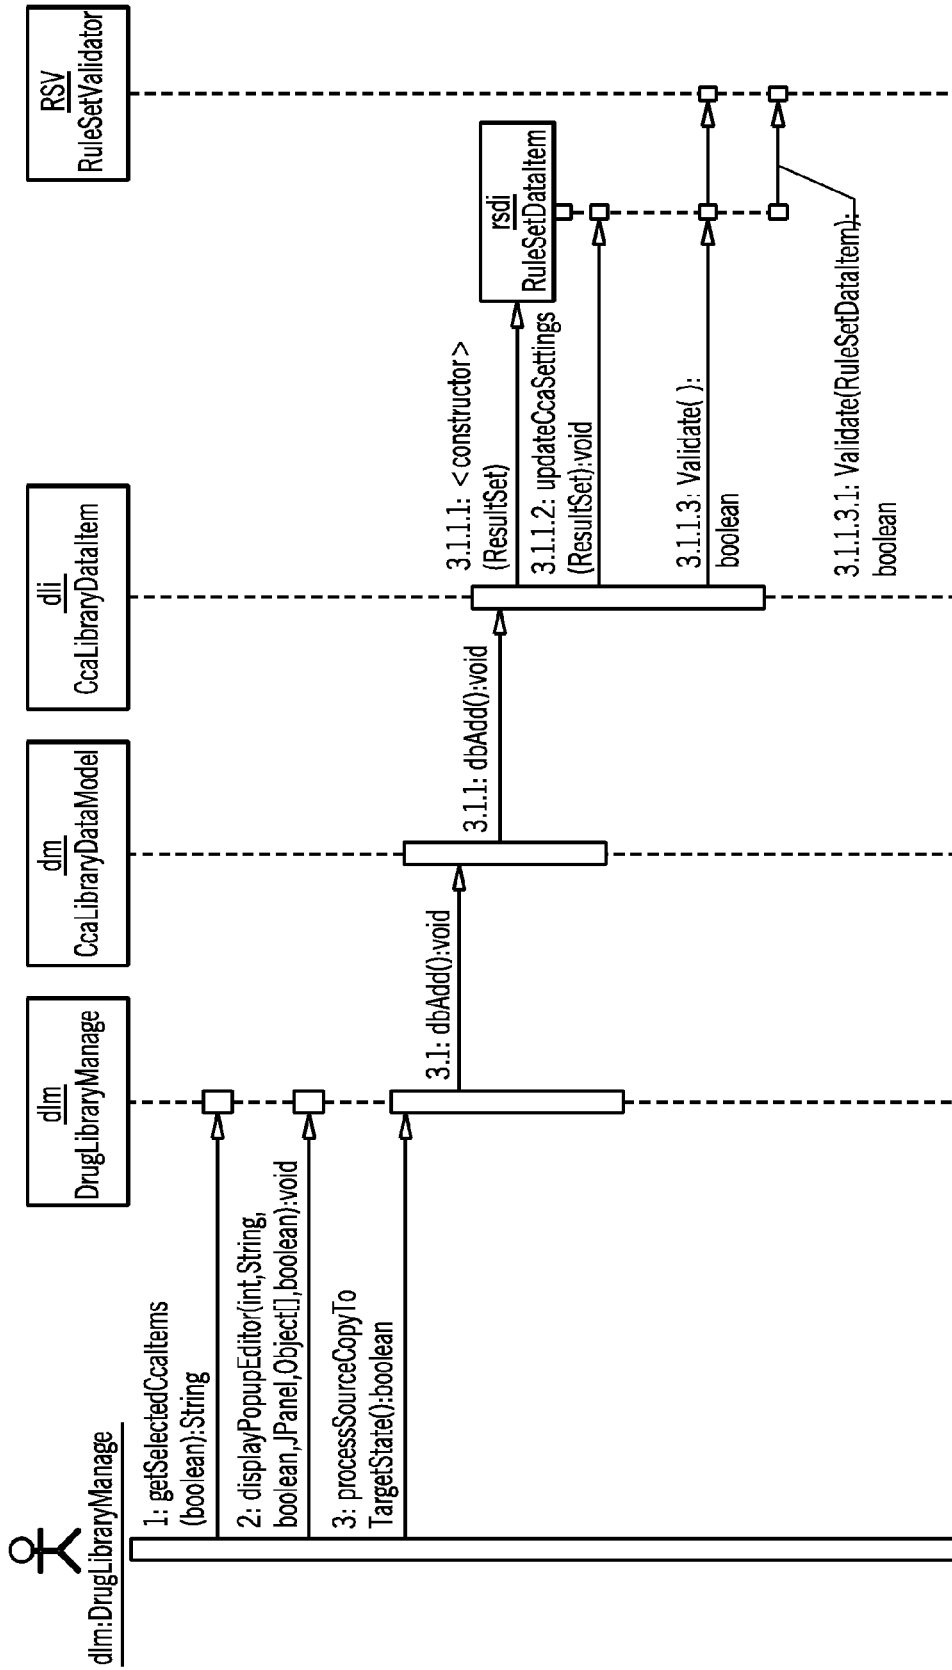 dlm:DrugLibraryManage
dlm
DrugLibraryManage
dm
CcaLibraryDataModel
dli
CcaLibraryDataItem
RSV
RuleSetValidator
1: getSelectedCcaItems
(boolean):String
2: displayPopupEditor(int,String,
boolean,JPanel,Object[],boolean):void
3: processSourceCopyTo
TargetState():boolean
3.1: dbAdd():void
3.1.1: dbAdd():void
rsdi
RuleSetDataItem
3.1.1.1: <constructor>
(ResultSet)
3.1.1.2: updateCcaSettings
(ResultSet):void
3.1.1.3: Validate( ):
boolean
3.1.1.3.1: Validate(RuleSetDataItem):
boolean